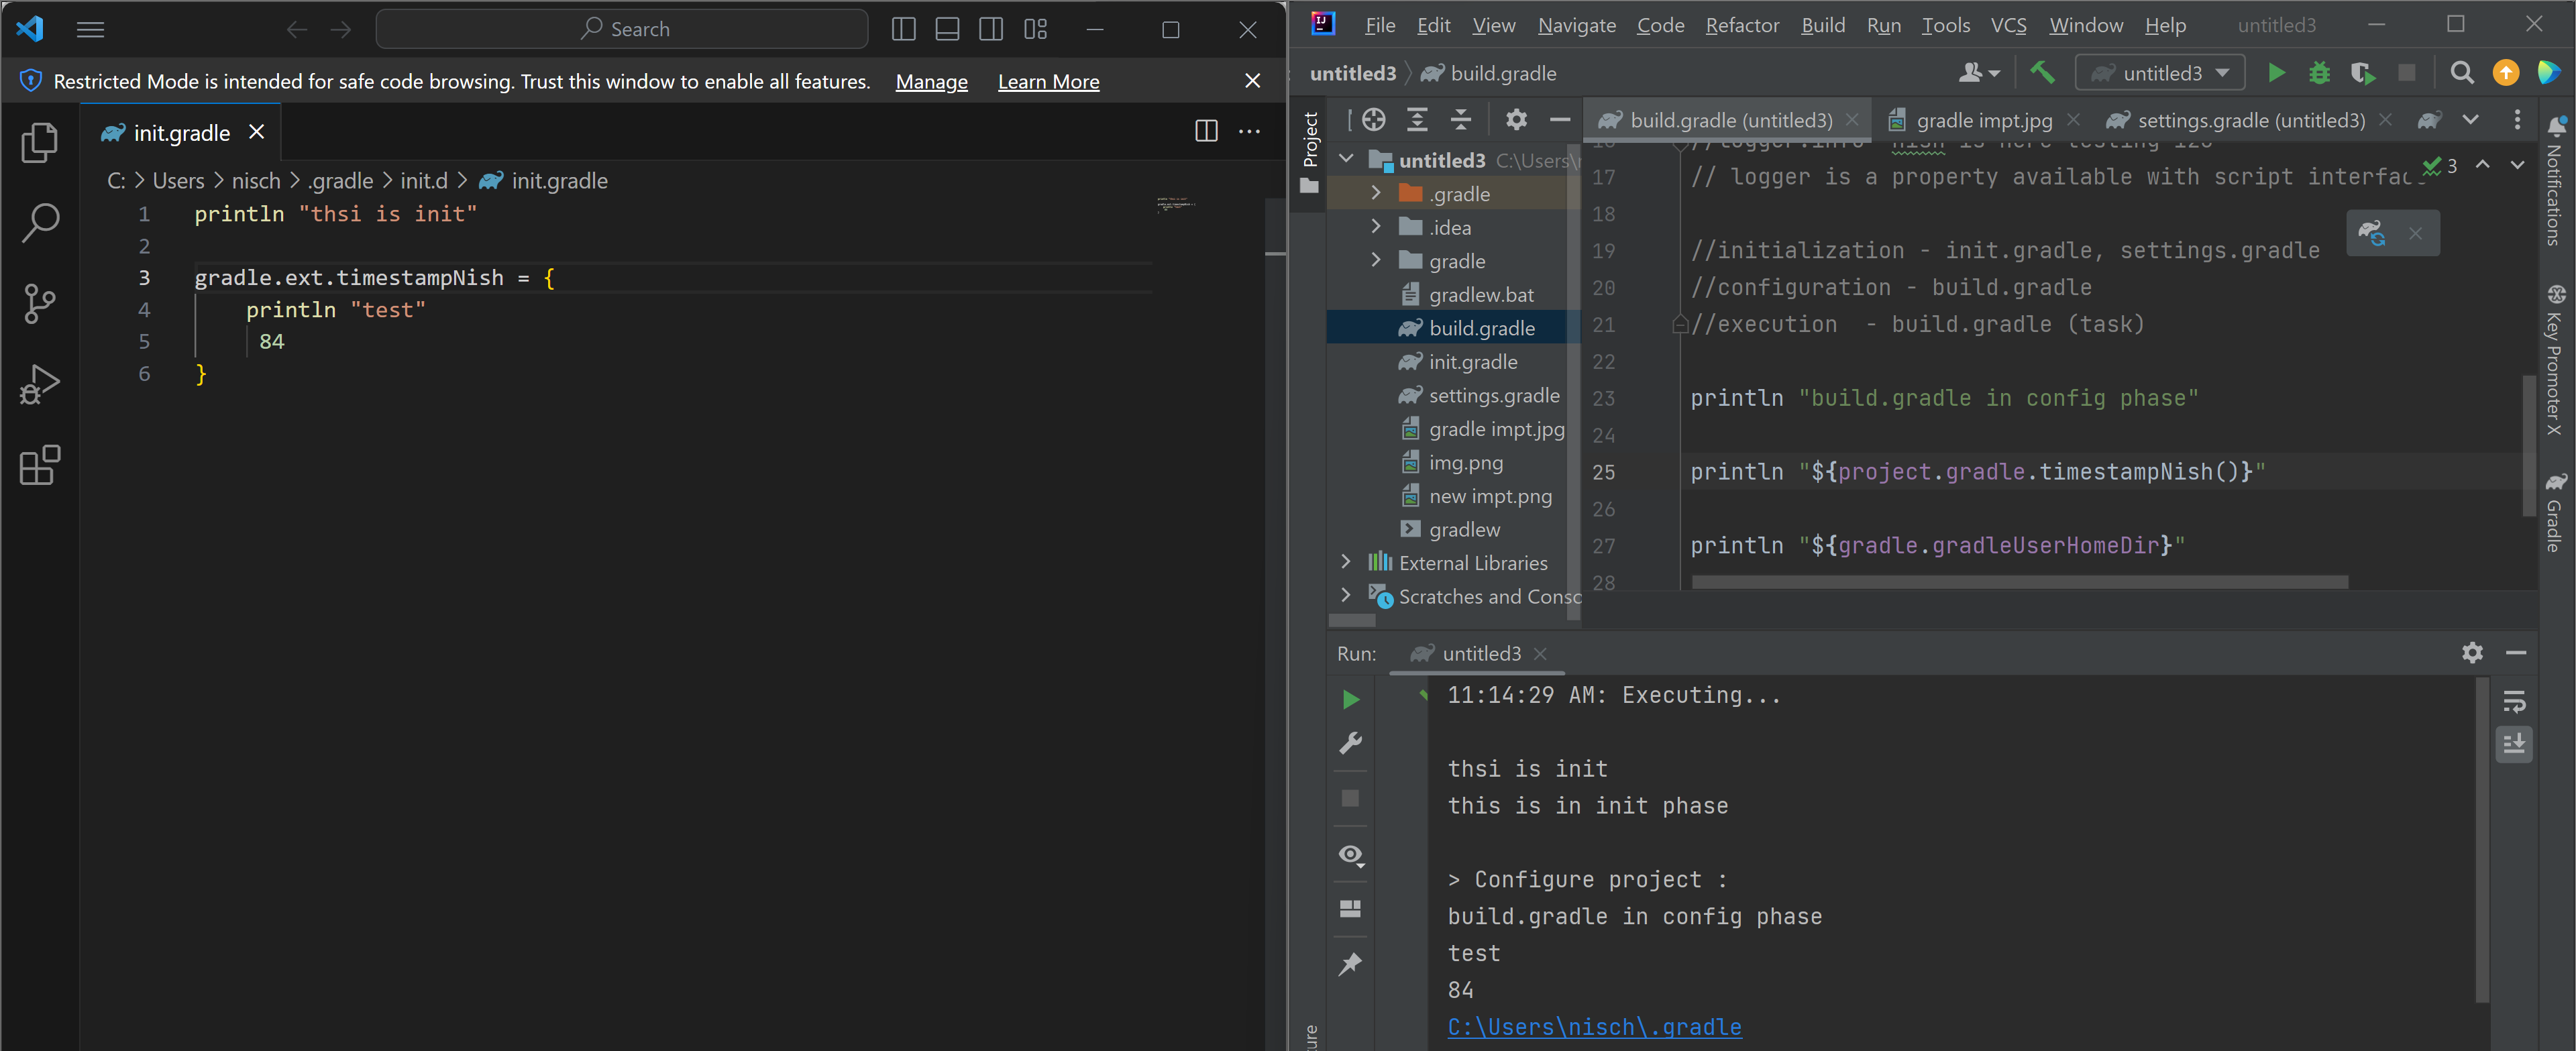 Search
Restricted Mode is intended for safe code browsing. Trust this window to enable all features. Manage Learn More
init.gradle
C: > Users > nisch > .gradle > init.d > init.gradle
1 println "thsi is init"
2
3 gradle.ext.timestampNish = {
4 println "test"
5 84
6 }
File Edit View Navigate Code Refactor Build Run Tools VCS Window Help untitled3
untitled3 build.gradle
untitled3
Project
build.gradle (untitled3)
gradle impt.jpg
settings.gradle (untitled3)
untitled3 C:\Users\
.gradle
.idea
gradle
gradlew.bat
build.gradle
init.gradle
settings.gradle
gradle impt.jpg
img.png
new impt.png
gradlew
External Libraries
Scratches and Consc
3
17 // logger is a property available with script interfac
18
19 //initialization - init.gradle, settings.gradle
20 //configuration - build.gradle
21 //execution  - build.gradle (task)
22
23 println "build.gradle in config phase"
24
25 println "${project.gradle.timestampNish()}"
26
27 println "${gradle.gradleUserHomeDir}"
28
Notifications
Key Promoter X
Gradle
Run: untitled3
11:14:29 AM: Executing...
thsi is init
this is in init phase
> Configure project :
build.gradle in config phase
test
84
C:\Users\nisch\.gradle